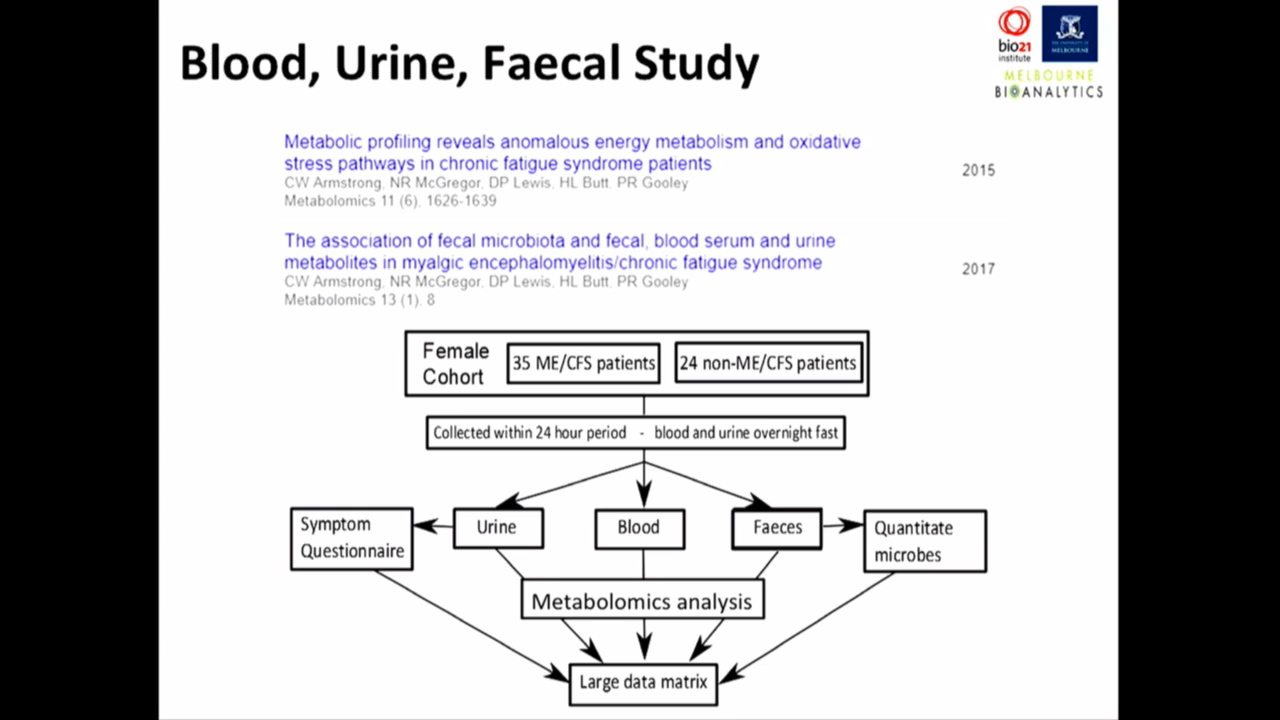 Blood, Urine, Faecal Study
bio21
institute
THE UNIVERSITY OF
MELBOURNE
MELBOURNE
BIOANALYTICS
Metabolic profiling reveals anomalous energy metabolism and oxidative
stress pathways in chronic fatigue syndrome patients
CW Armstrong, NR McGregor, DP Lewis, HL Butt, PR Gooley
Metabolomics 11 (6), 1626-1639
2015
The association of fecal microbiota and fecal, blood serum and urine
metabolites in myalgic encephalomyelitis/chronic fatigue syndrome
CW Armstrong, NR McGregor, DP Lewis, HL Butt, PR Gooley
Metabolomics 13 (1), 8
2017
Female
Cohort
35 ME/CFS patients
24 non-ME/CFS patients
Collected within 24 hour period - blood and urine overnight fast
Symptom
Questionnaire
Urine
Blood
Faeces
Quantitate
microbes
Metabolomics analysis
Large data matrix